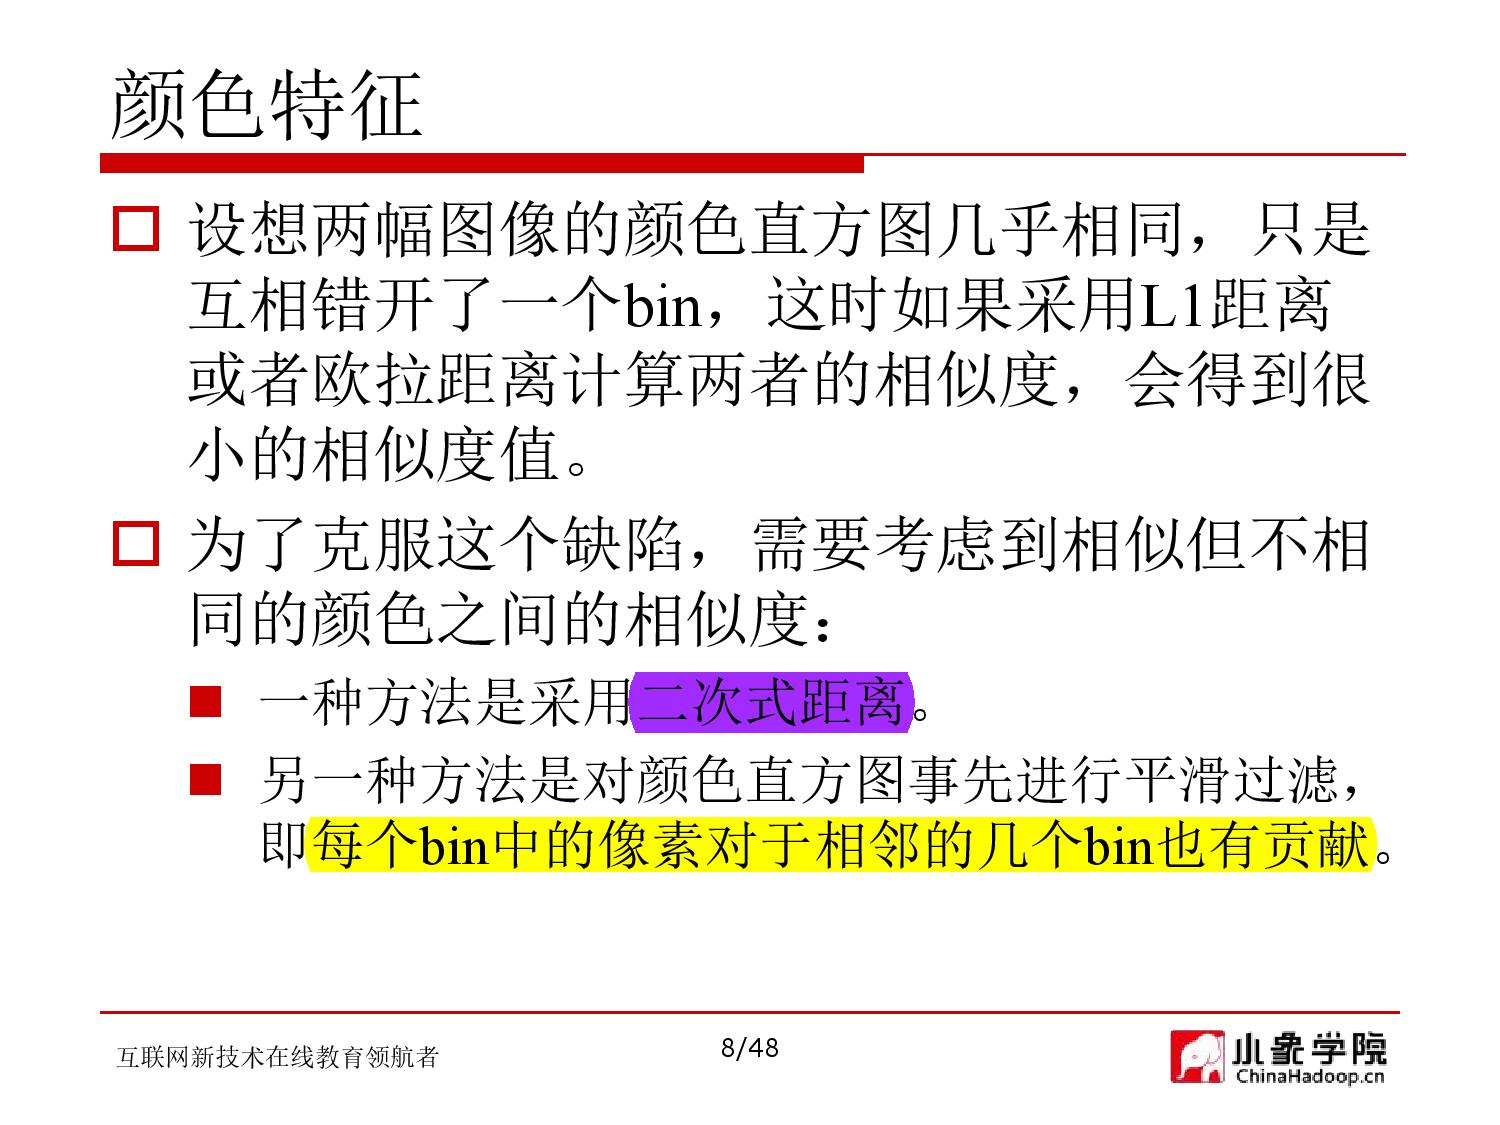 颜色特征
设想两幅图像的颜色直方图几乎相同，只是
互相错开了一个bin，这时如果采用L1距离
或者欧拉距离计算两者的相似度，会得到很
小的相似度值。
为了克服这个缺陷，需要考虑到相似但不相
同的颜色之间的相似度：
一种方法是采用二次式距离。
另一种方法是对颜色直方图事先进行平滑过滤，
即每个bin中的像素对于相邻的几个bin也有贡献。
互联网新技术在线教育领航者
8/48
小象学院
ChinaHadoop.cn